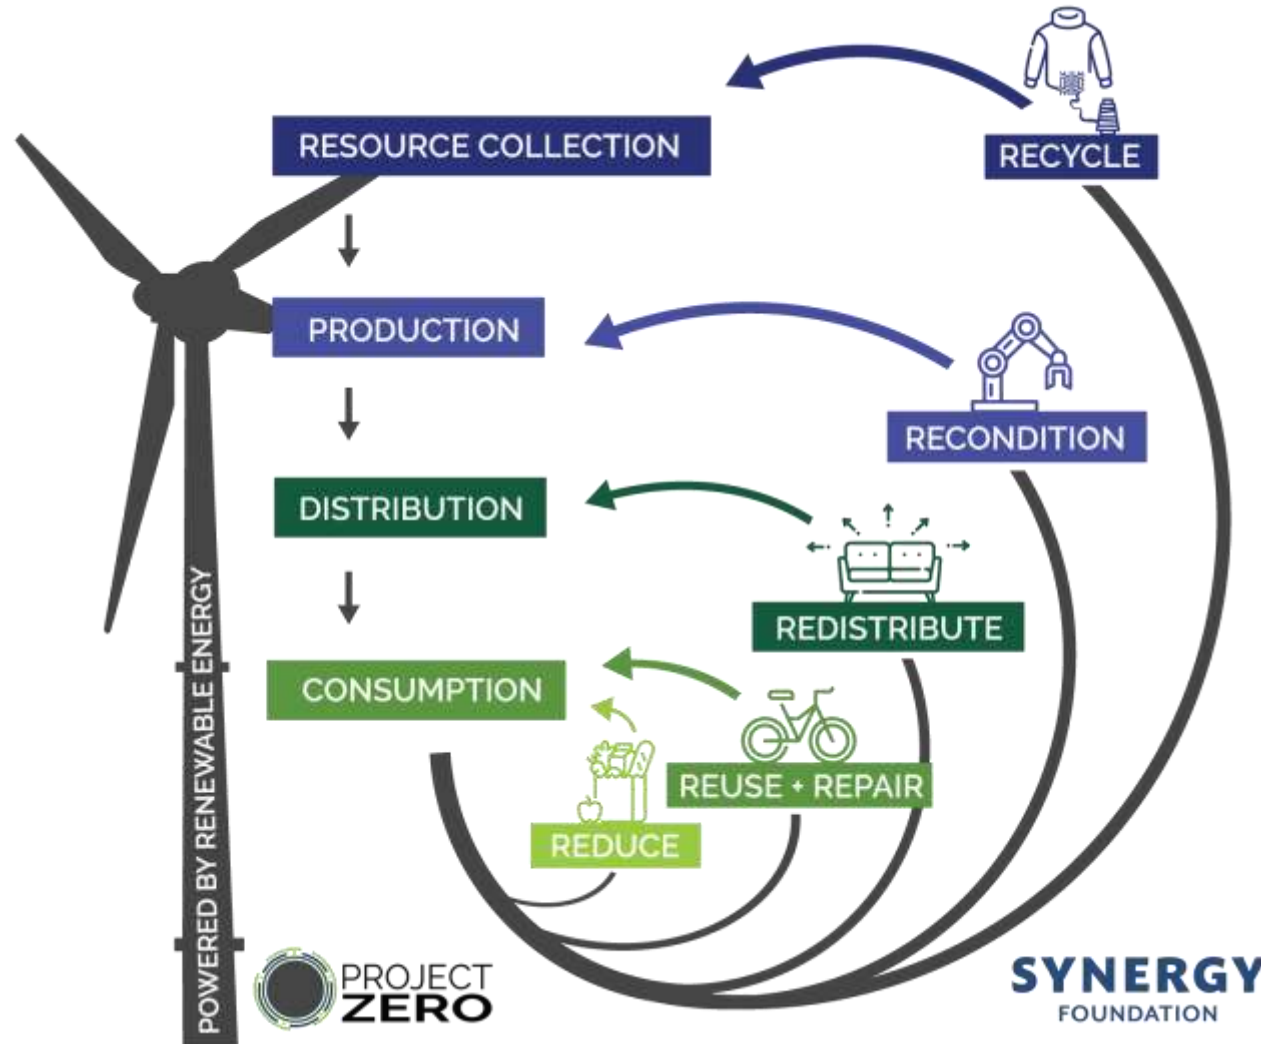 RESOURCE COLLECTION
RECYCLE
PRODUCTION
RECONDITION
DISTRIBUTION
REDISTRIBUTE
CONSUMPTION
REUSE + REPAIR
REDUCE
POWERED BY RENEWABLE ENERGY
PROJECT
ZERO
SYNERGY
FOUNDATION